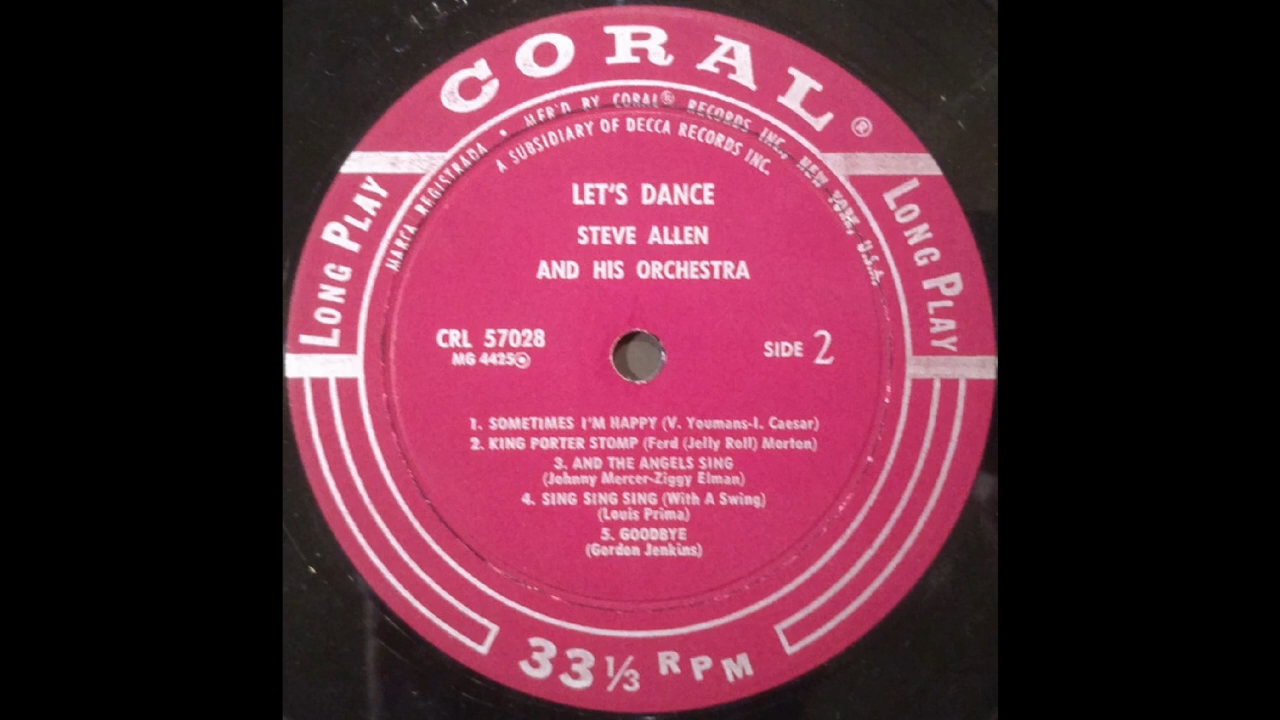 CORAL ®
MARCA REGISTRADA • MFR'D BY CORAL® RECORDS INC., NEW YORK, U.S.A.
A SUBSIDIARY OF DECCA RECORDS INC.
LONG PLAY
LONG PLAY
LET'S DANCE
STEVE ALLEN
AND HIS ORCHESTRA
CRL 57028
MG 4425
SIDE 2
1. SOMETIMES I'M HAPPY (V. Youmans-I. Caesar)
2. KING PORTER STOMP (Ferd (Jelly Roll) Morton)
3. AND THE ANGELS SING
(Johnny Mercer-Ziggy Elman)
4. SING SING SING (With A Swing)
(Louis Prima)
5. GOODBYE
(Gordon Jenkins)
33 1/3 RPM